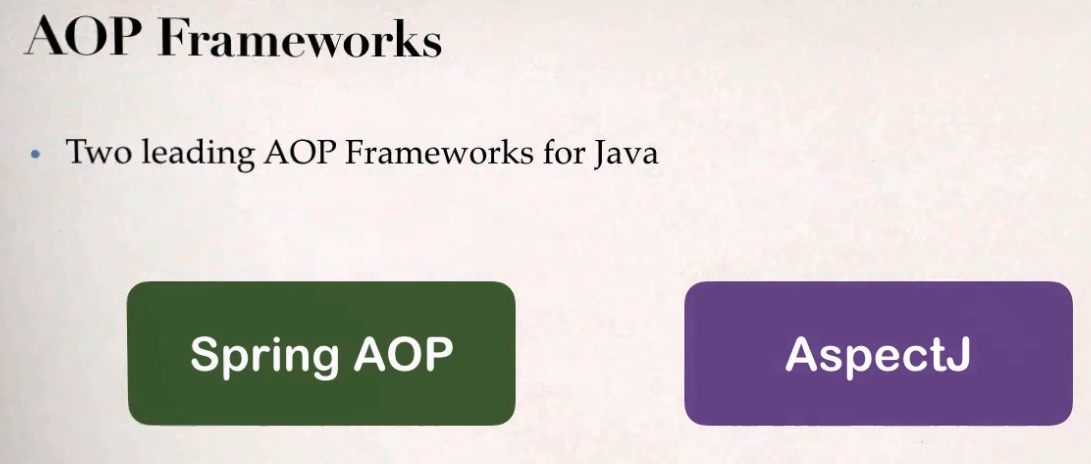 AOP Frameworks
• Two leading AOP Frameworks for Java
Spring AOP
AspectJ